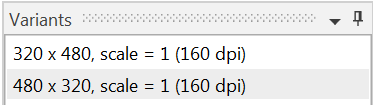 Variants
320 x 480, scale = 1 (160 dpi)
480 x 320, scale = 1 (160 dpi)